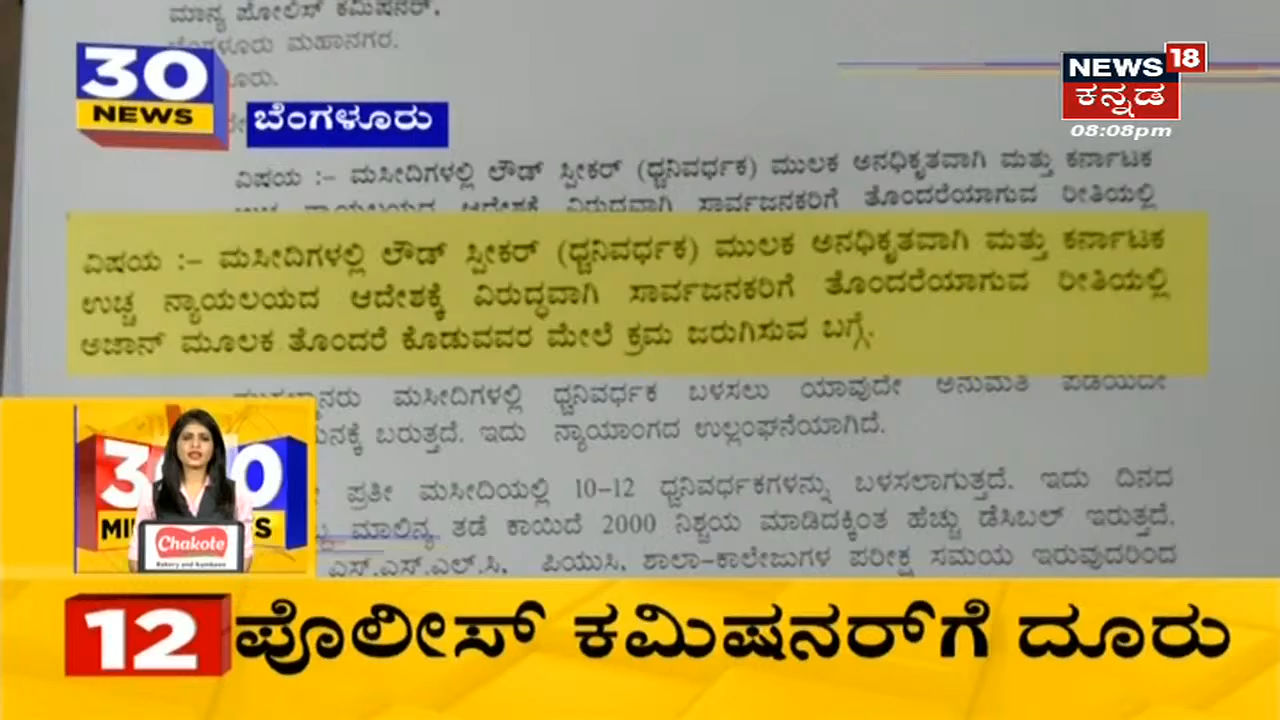 ಮಾನ್ಯ ಪೋಲಿಸ್ ಕಮಿಷನರ್,
ಬೆಂಗಳೂರು ಮಹಾನಗರ.
30
NEWS
ಬೆಂಗಳೂರು
NEWS 18
ಕನ್ನಡ
08:08pm
ವಿಷಯ :– ಮಸೀದಿಗಳಲ್ಲಿ ಲೌಡ್ ಸ್ಪೀಕರ್ (ಧ್ವನಿವರ್ಧಕ) ಮುಲಕ ಅನಧಿಕೃತವಾಗಿ ಮತ್ತು ಕರ್ನಾಟಕ
ಸಾರ್ವಜನಕರಿಗೆ ತೊಂದರೆಯಾಗುವ ರೀತಿಯಲ್ಲಿ
ವಿಷಯ :– ಮಸೀದಿಗಳಲ್ಲಿ ಲೌಡ್ ಸ್ಪೀಕರ್ (ಧ್ವನಿವರ್ಧಕ) ಮುಲಕ ಅನಧಿಕೃತವಾಗಿ ಮತ್ತು ಕರ್ನಾಟಕ
ಉಚ್ಚ ನ್ಯಾಯಲಯದ ಆದೇಶಕ್ಕೆ ವಿರುದ್ಧವಾಗಿ ಸಾರ್ವಜನಕರಿಗೆ ತೊಂದರೆಯಾಗುವ ರೀತಿಯಲ್ಲಿ
ಅಜಾನ್ ಮೂಲಕ ತೊಂದರೆ ಕೊಡುವವರ ಮೇಲೆ ಕ್ರಮ ಜರುಗಿಸುವ ಬಗ್ಗೆ.
ಮಸೀದಿಗಳಲ್ಲಿ ಧ್ವನಿವರ್ಧಕ ಬಳಸಲು ಯಾವುದೇ ಅನುಮತಿ ಪಡೆಯದೇ
ಬರುತ್ತದೆ. ಇದು ನ್ಯಾಯಾಂಗದ ಉಲ್ಲಂಘನೆಯಾಗಿದೆ.
ಪ್ರತೀ ಮಸೀದಿಯಲ್ಲಿ 10–12 ಧ್ವನಿವರ್ಧಕಗಳನ್ನು ಬಳಸಲಾಗುತ್ತದೆ. ಇದು ದಿನದ
ಮಾಲಿನ್ಯ ತಡೆ ಕಾಯಿದೆ 2000 ನಿಶ್ಚಯ ಮಾಡಿದಕ್ಕಿಂತ ಹೆಚ್ಚು ಡೆಸಿಬಲ್ ಇರುತ್ತದೆ.
ಎಸ್.ಎಸ್.ಎಲ್.ಸಿ, ಪಿಯುಸಿ, ಶಾಲಾ–ಕಾಲೇಜುಗಳ ಪರೀಕ್ಷ ಸಮಯ ಇರುವುದರಿಂದ
Chakote
12 ಪೊಲೀಸ್ ಕಮಿಷನರ್‌ಗೆ ದೂರು